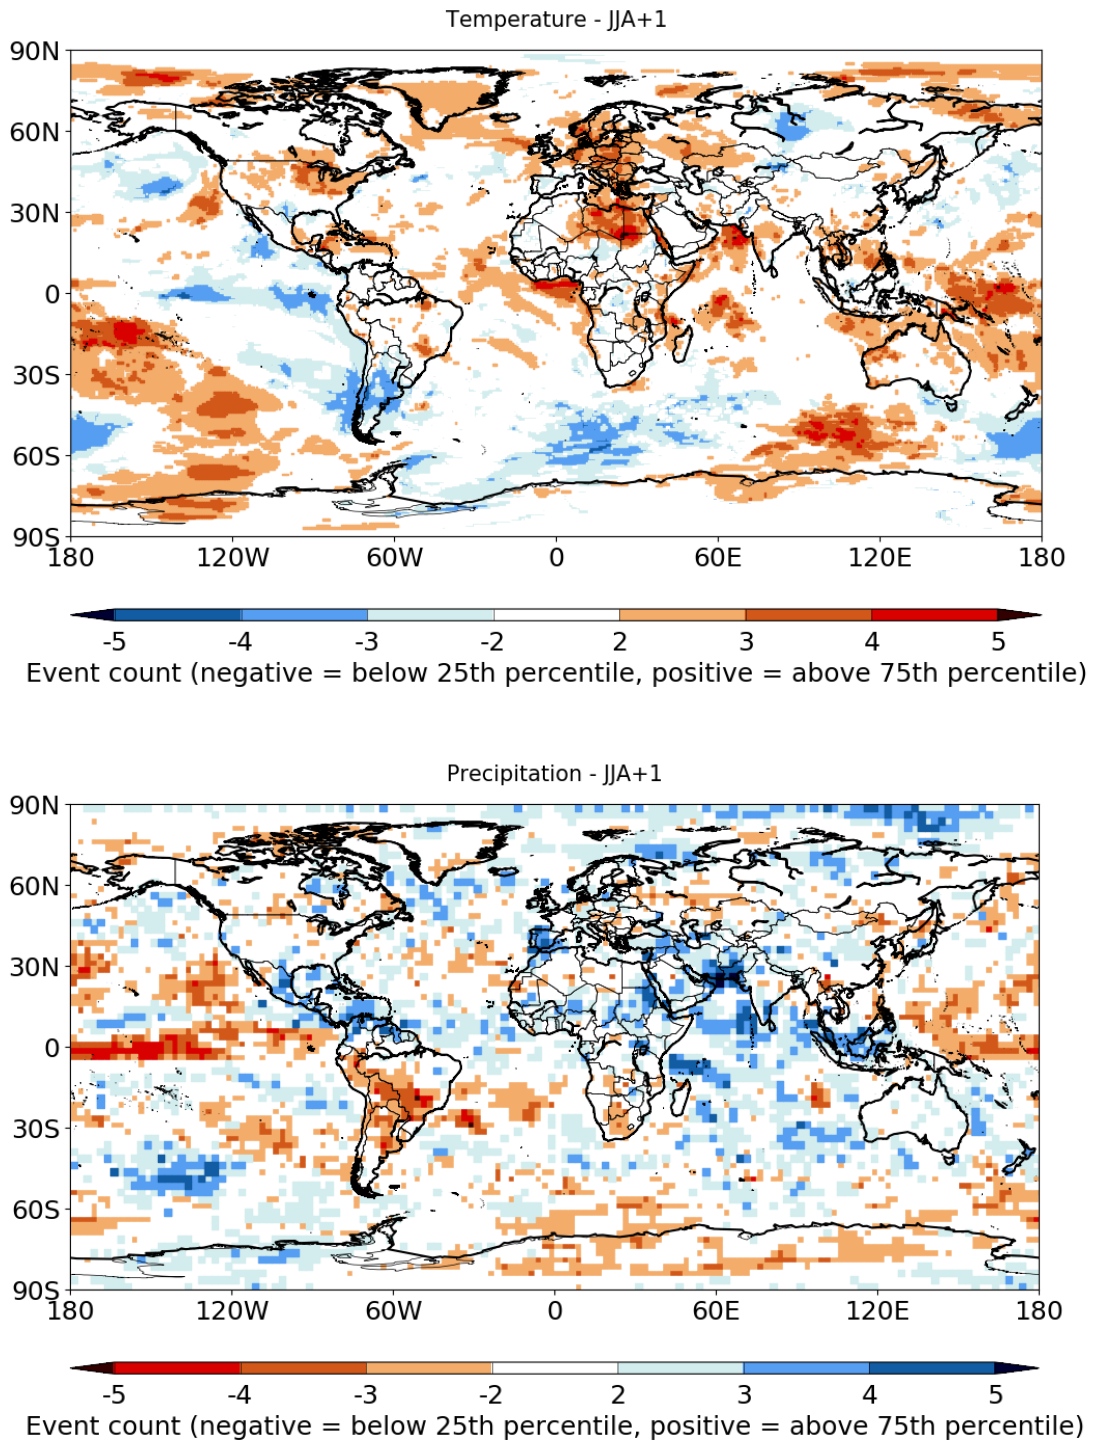 Temperature - JJA+1
90N
60N
30N
0
30S
60S
90S
180 120W 60W 0 60E 120E 180
-5 -4 -3 -2 2 3 4 5
Event count (negative = below 25th percentile, positive = above 75th percentile)
Precipitation - JJA+1
90N
60N
30N
0
30S
60S
90S
180 120W 60W 0 60E 120E 180
-5 -4 -3 -2 2 3 4 5
Event count (negative = below 25th percentile, positive = above 75th percentile)